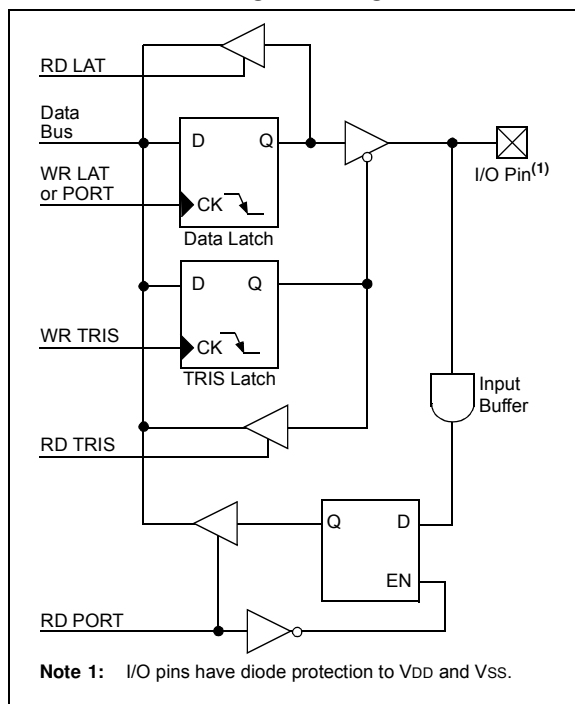 RD LAT
Data
Bus
D
Q
I/O Pin(1)
WR LAT
or PORT
CK
Data Latch
D
Q
WR TRIS
CK
TRIS Latch
Input
Buffer
RD TRIS
Q
D
EN
RD PORT
Note 1: I/O pins have diode protection to VDD and VSS.